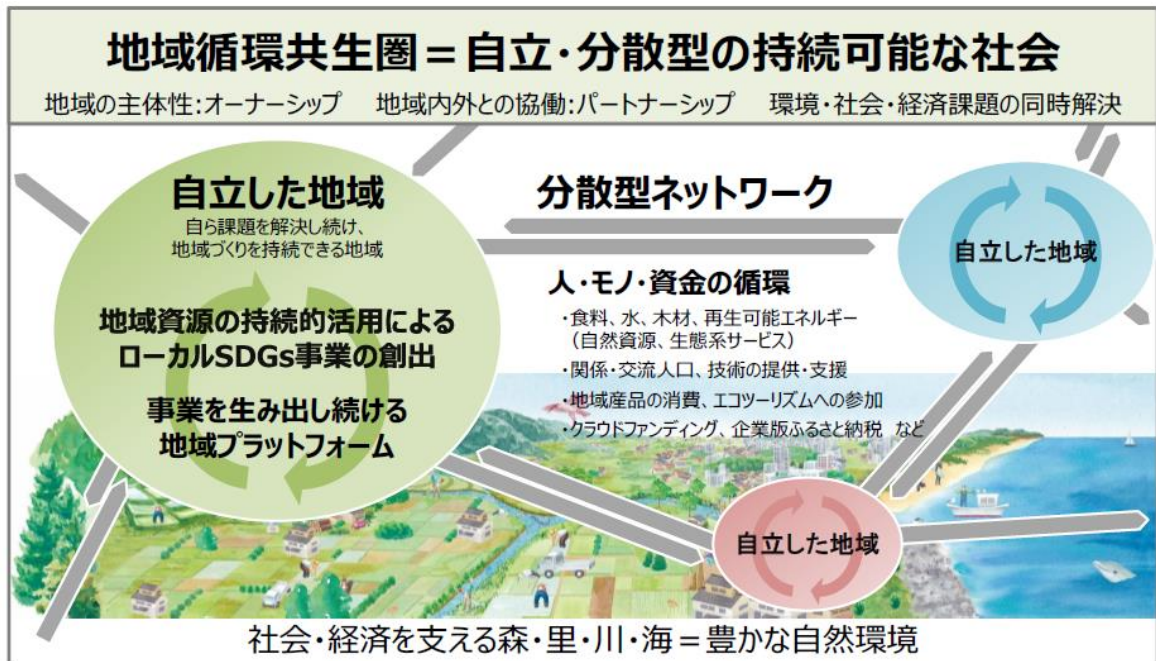 地域循環共生圏＝自立・分散型の持続可能な社会
地域の主体性:オーナーシップ　地域内外との協働:パートナーシップ　環境・社会・経済課題の同時解決
自立した地域
自ら課題を解決し続け、
地域づくりを持続できる地域
地域資源の持続的活用による
ローカルSDGs事業の創出
事業を生み出し続ける
地域プラットフォーム
分散型ネットワーク
人・モノ・資金の循環
・食料、水、木材、再生可能エネルギー
（自然資源、生態系サービス）
・関係・交流人口、技術の提供・支援
・地域産品の消費、エコツーリズムへの参加
・クラウドファンディング、企業版ふるさと納税 など
自立した地域
自立した地域
社会・経済を支える森・里・川・海＝豊かな自然環境